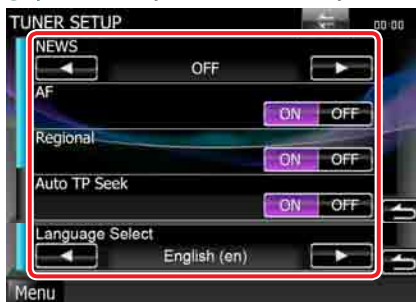 TUNER SETUP
00:00
NEWS
OFF
AF
ON OFF
Regional
ON OFF
Auto TP Seek
ON OFF
Language Select
English (en)
Menu